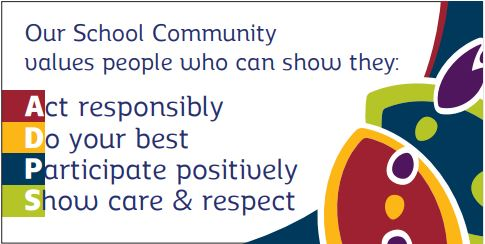 Our School Community
values people who can show they:
Act responsibly
Do your best
Participate positively
Show care & respect